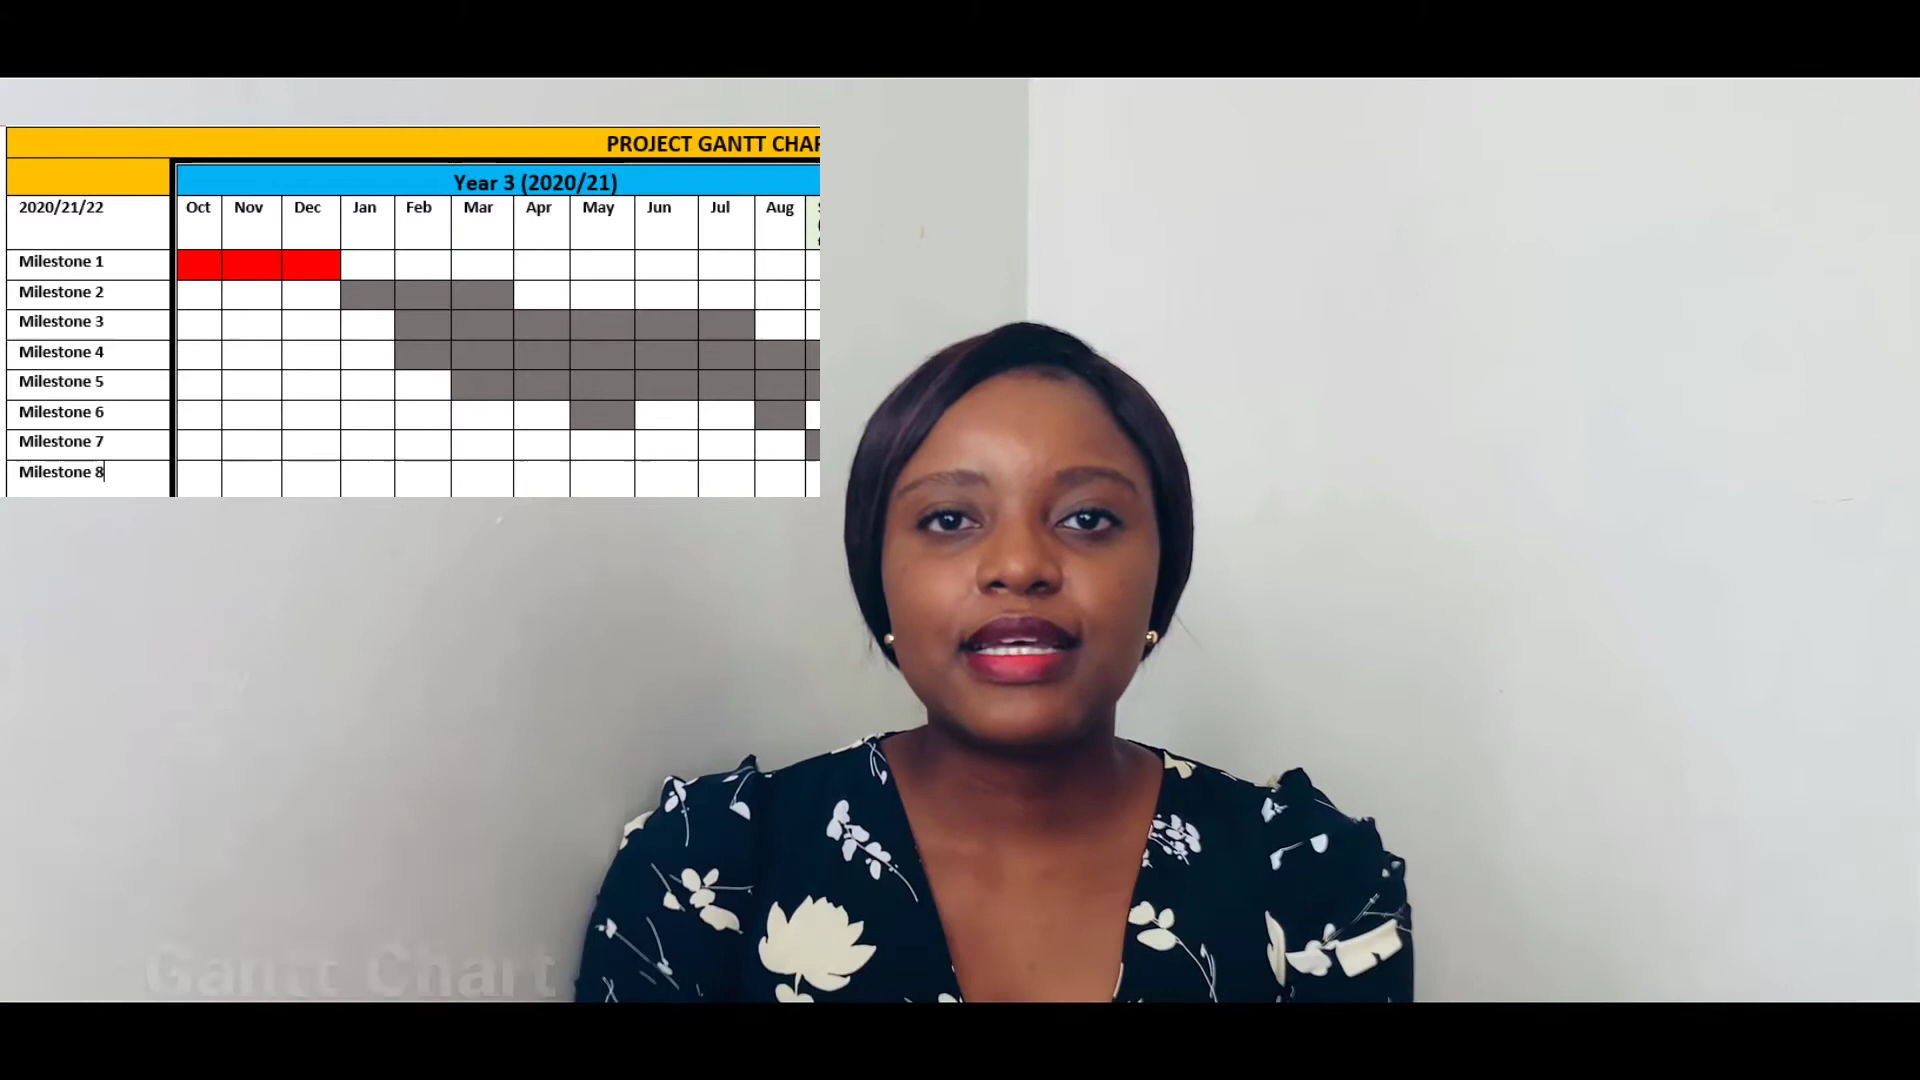 PROJECT GANTT CHAR
Year 3 (2020/21)
2020/21/22 Oct Nov Dec Jan Feb Mar Apr May Jun Jul Aug
Milestone 1
Milestone 2
Milestone 3
Milestone 4
Milestone 5
Milestone 6
Milestone 7
Milestone 8
Gantt Chart